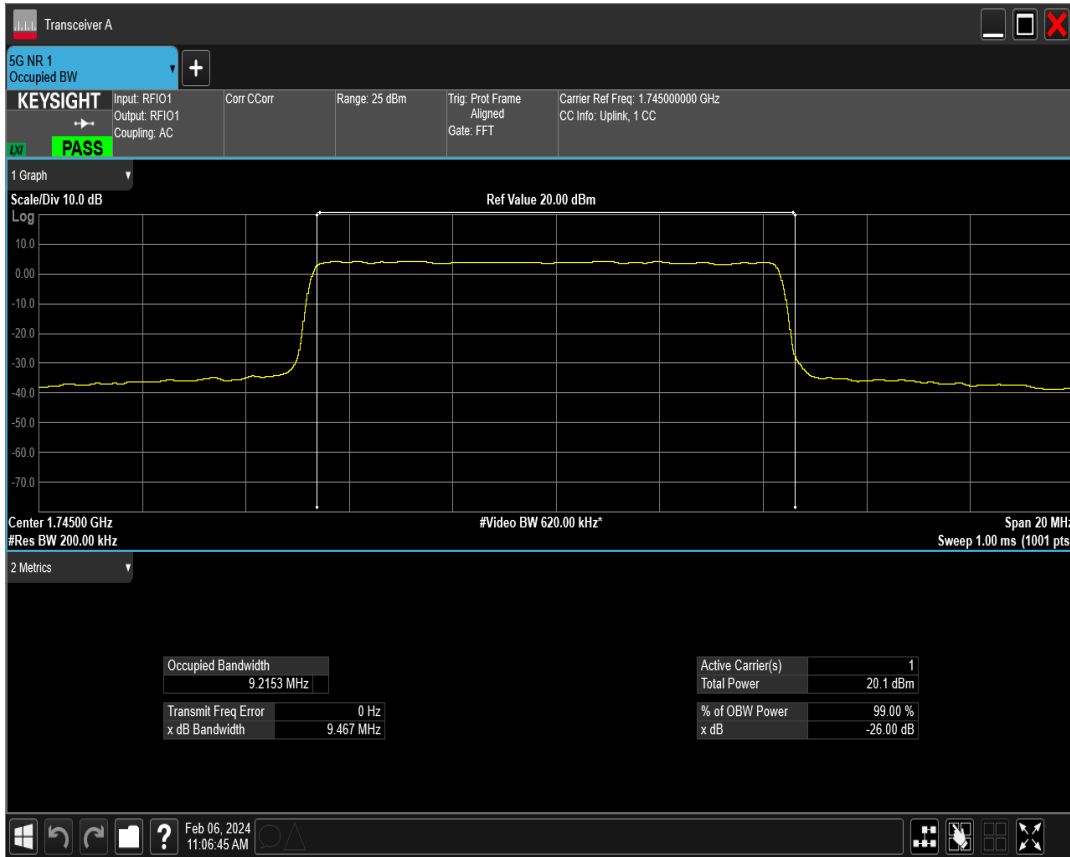 Transceiver A
5G NR 1
Occupied BW
KEYSIGHT
LXI
PASS
Input: RFIO1
Output: RFIO1
Coupling: AC
Corr CCorr
Range: 25 dBm
Trig: Prot Frame
Aligned
Gate: FFT
Carrier Ref Freq: 1.745000000 GHz
CC Info: Uplink, 1 CC
1 Graph
Scale/Div 10.0 dB
Ref Value 20.00 dBm
Log
10.0
0.00
-10.0
-20.0
-30.0
-40.0
-50.0
-60.0
-70.0
Center 1.74500 GHz
#Video BW 620.00 kHz*
Span 20 MHz
#Res BW 200.00 kHz
Sweep 1.00 ms (1001 pts
2 Metrics
Occupied Bandwidth
9.2153 MHz
Transmit Freq Error 0 Hz
x dB Bandwidth 9.467 MHz
Active Carrier(s) 1
Total Power 20.1 dBm
% of OBW Power 99.00 %
x dB -26.00 dB
?
Feb 06, 2024
11:06:45 AM